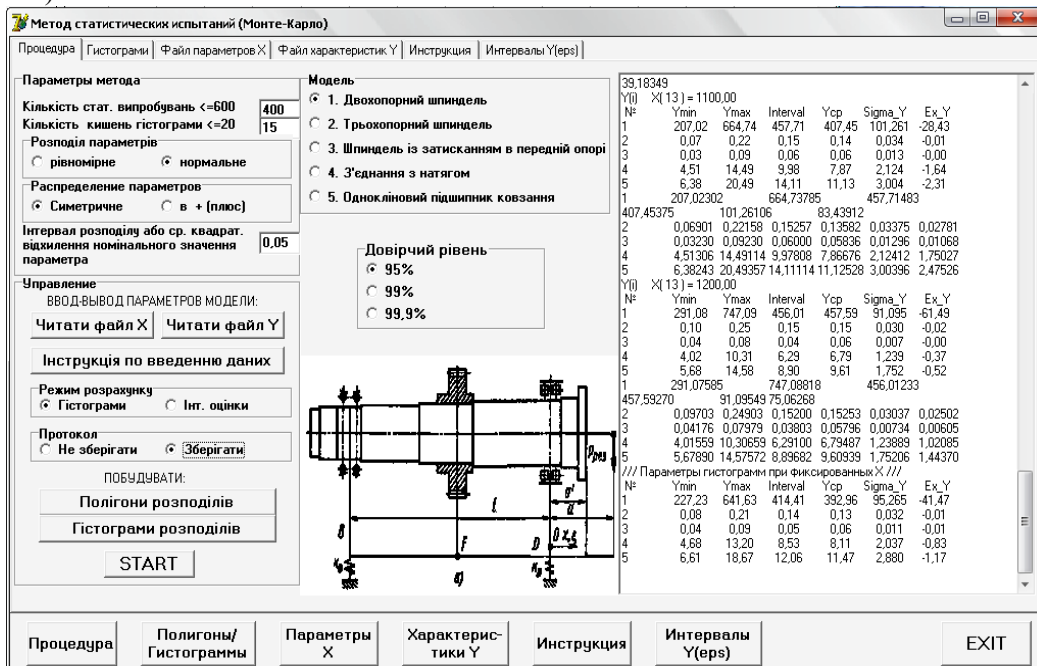 Метод статистических испытаний (Монте-Карло)
Процедура Гистограми Файл параметров X Файл характеристик Y Инструкция Интервалы Y(eps)
Параметры метода
Кількість стат. випробувань <=600 400
Кількість кишень гістограми <=20 15
Розподіл параметрів
рівномірне нормальне
Распределение параметров
Симетричне в + (плюс)
Інтервал розподілу або ср. квадрат.
відхилення номінального значення 0,05
параметра
Управление
ВВОД-ВЫВОД ПАРАМЕТРОВ МОДЕЛИ:
Читати файл X Читати файл Y
Інструкція по введенню даних
Режим розрахунку
Гістограми Інт. оцінки
Протокол
Не зберігати Зберігати
ПОБУДУВАТИ:
Полігони розподілів
Гістограми розподілів
START
Модель
1. Двохопорний шпиндель
2. Трьохопорний шпиндель
3. Шпиндель із затисканням в передній опорі
4. З'єднання з натягом
5. Одноклиновий підшипник ковзання
Довірчий рівень
95%
99%
99,9%
l
a
B
F
D
а)
39,18349
Y(i) X( 13 ) = 1100,00
№ Ymin Ymax Interval Yср Sigma_Y Ex_Y
1 207,02 664,74 457,71 407,45 101,261 -28,43
2 0,07 0,22 0,15 0,14 0,034 -0,01
3 0,03 0,09 0,06 0,06 0,013 -0,00
4 4,51 14,49 9,98 7,87 2,124 -1,64
5 6,38 20,49 14,11 11,13 3,004 -2,31
1 207,02302 664,73785 457,71483
407,45375 101,26106 83,43912
2 0,06901 0,22158 0,15257 0,13582 0,03375 0,02781
3 0,03230 0,09230 0,06000 0,05836 0,01296 0,01068
4 4,51306 14,49114 9,97808 7,86676 2,12412 1,75027
5 6,38243 20,49357 14,11114 11,12528 3,00396 2,47526
Y(i) X( 13 ) = 1200,00
№ Ymin Ymax Interval Yср Sigma_Y Ex_Y
1 291,08 747,09 456,01 457,59 91,095 -61,49
2 0,10 0,25 0,15 0,15 0,030 -0,02
3 0,04 0,08 0,04 0,06 0,007 -0,00
4 4,02 10,31 6,29 6,79 1,239 -0,37
5 5,68 14,58 8,90 9,61 1,752 -0,52
1 291,07585 747,08818 456,01233
457,59270 91,09549 75,06268
2 0,09703 0,24903 0,15200 0,15253 0,03037 0,02502
3 0,04176 0,07979 0,03803 0,05796 0,00734 0,00605
4 4,01559 10,30659 6,29100 6,79487 1,23889 1,02085
5 5,67890 14,57572 8,89682 9,60939 1,75206 1,44370
/// Параметры гистограмм при фиксированных X ///
№ Ymin Ymax Interval Yср Sigma_Y Ex_Y
1 227,23 641,63 414,41 392,96 95,265 -41,47
2 0,08 0,21 0,14 0,13 0,032 -0,01
3 0,04 0,09 0,05 0,06 0,011 -0,01
4 4,68 13,20 8,53 8,11 2,037 -0,83
5 6,61 18,67 12,06 11,47 2,880 -1,17
Процедура Полигоны/ Гистограммы Параметры X Характерис- тики Y Инструкция Интервалы Y(eps) EXIT